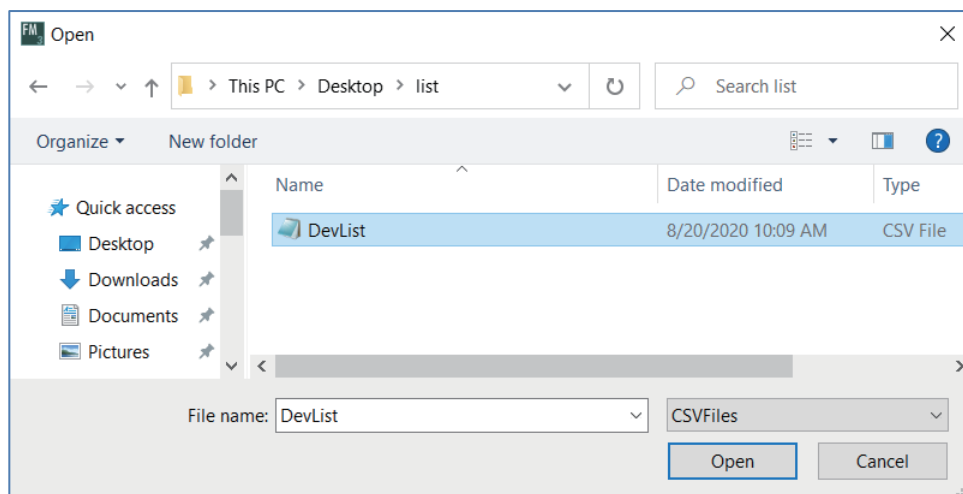 FM 3 Open
This PC > Desktop > list
Search list
Organize
New folder
?
Name
Date modified
Type
Quick access
DevList
8/20/2020 10:09 AM
CSV File
Desktop
Downloads
Documents
Pictures
File name:
DevList
CSVFiles
Open
Cancel